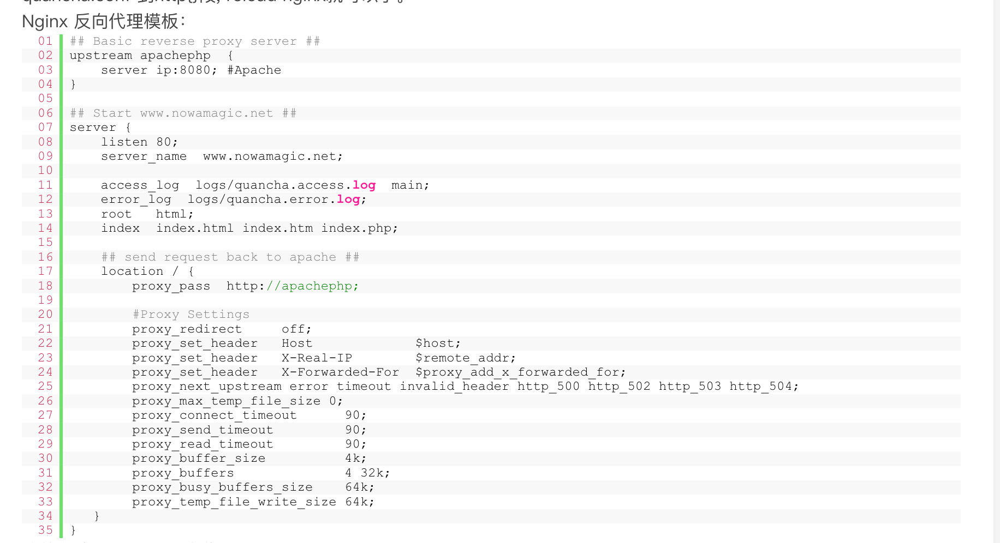 Nginx 反向代理模板：
01 ## Basic reverse proxy server ##
02 upstream apachephp  {
03     server ip:8080; #Apache
04 }
05
06 ## Start www.nowamagic.net ##
07 server {
08     listen 80;
09     server_name  www.nowamagic.net;
10
11     access_log  logs/quancha.access.log  main;
12     error_log  logs/quancha.error.log;
13     root   html;
14     index  index.html index.htm index.php;
15
16     ## send request back to apache ##
17     location / {
18         proxy_pass  http://apachephp;
19
20         #Proxy Settings
21         proxy_redirect     off;
22         proxy_set_header   Host             $host;
23         proxy_set_header   X-Real-IP        $remote_addr;
24         proxy_set_header   X-Forwarded-For  $proxy_add_x_forwarded_for;
25         proxy_next_upstream error timeout invalid_header http_500 http_502 http_503 http_504;
26         proxy_max_temp_file_size 0;
27         proxy_connect_timeout      90;
28         proxy_send_timeout         90;
29         proxy_read_timeout         90;
30         proxy_buffer_size          4k;
31         proxy_buffers              4 32k;
32         proxy_busy_buffers_size    64k;
33         proxy_temp_file_write_size 64k;
34    }
35 }